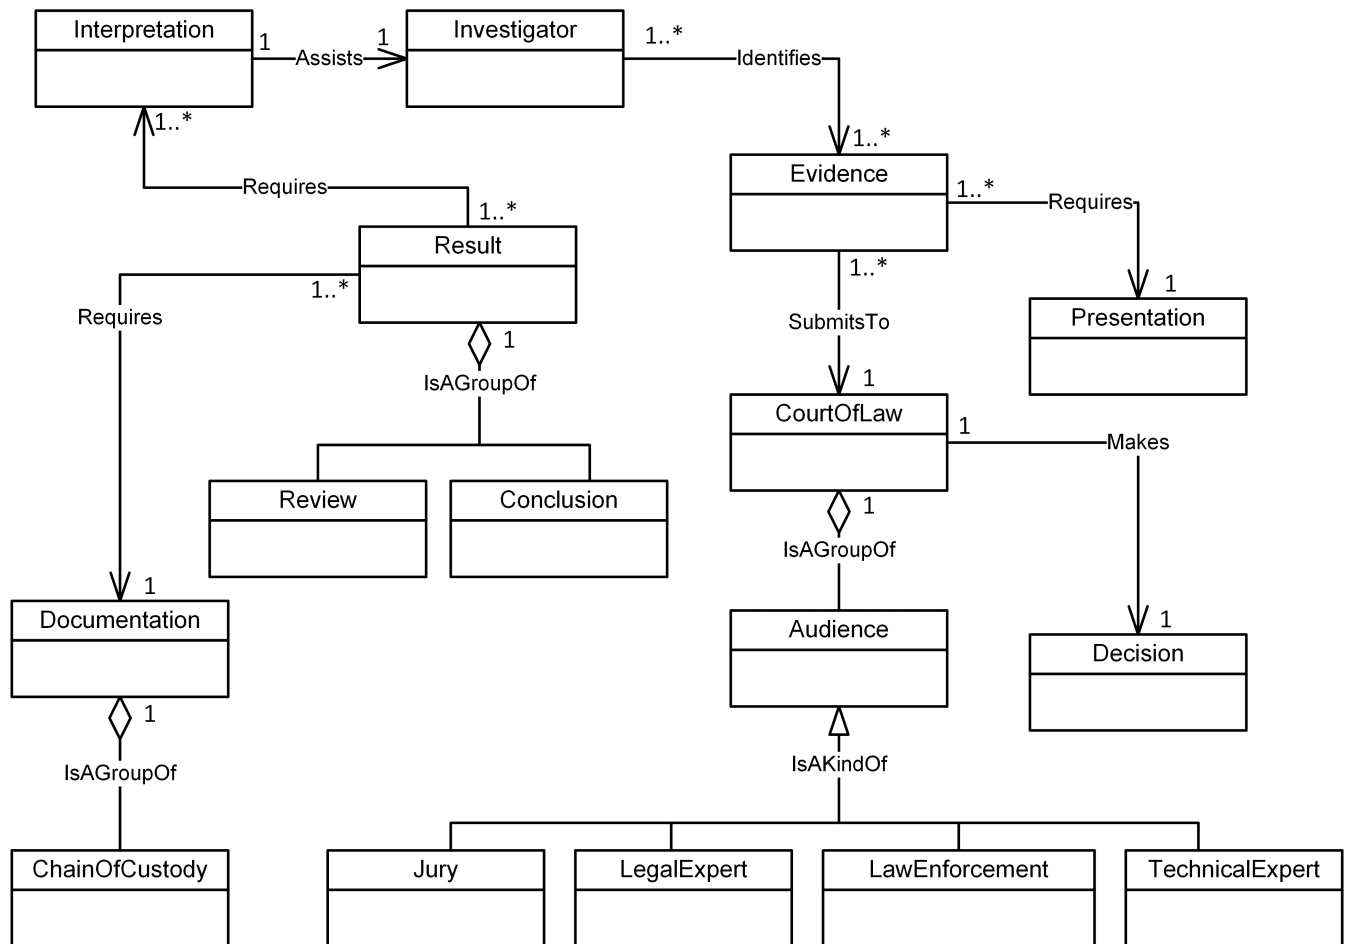 Interpretation
Investigator
1
Assists
1
1..*
Identifies
1..*
1..*
Evidence
1..*
Requires
Requires
1..*
Result
1..*
1..*
1
Requires
SubmitsTo
Presentation
1
IsAGroupOf
1
CourtOfLaw
1
Makes
Review
Conclusion
1
IsAGroupOf
1
Documentation
Audience
1
Decision
1
IsAGroupOf
IsAKindOf
ChainOfCustody
Jury
LegalExpert
LawEnforcement
TechnicalExpert